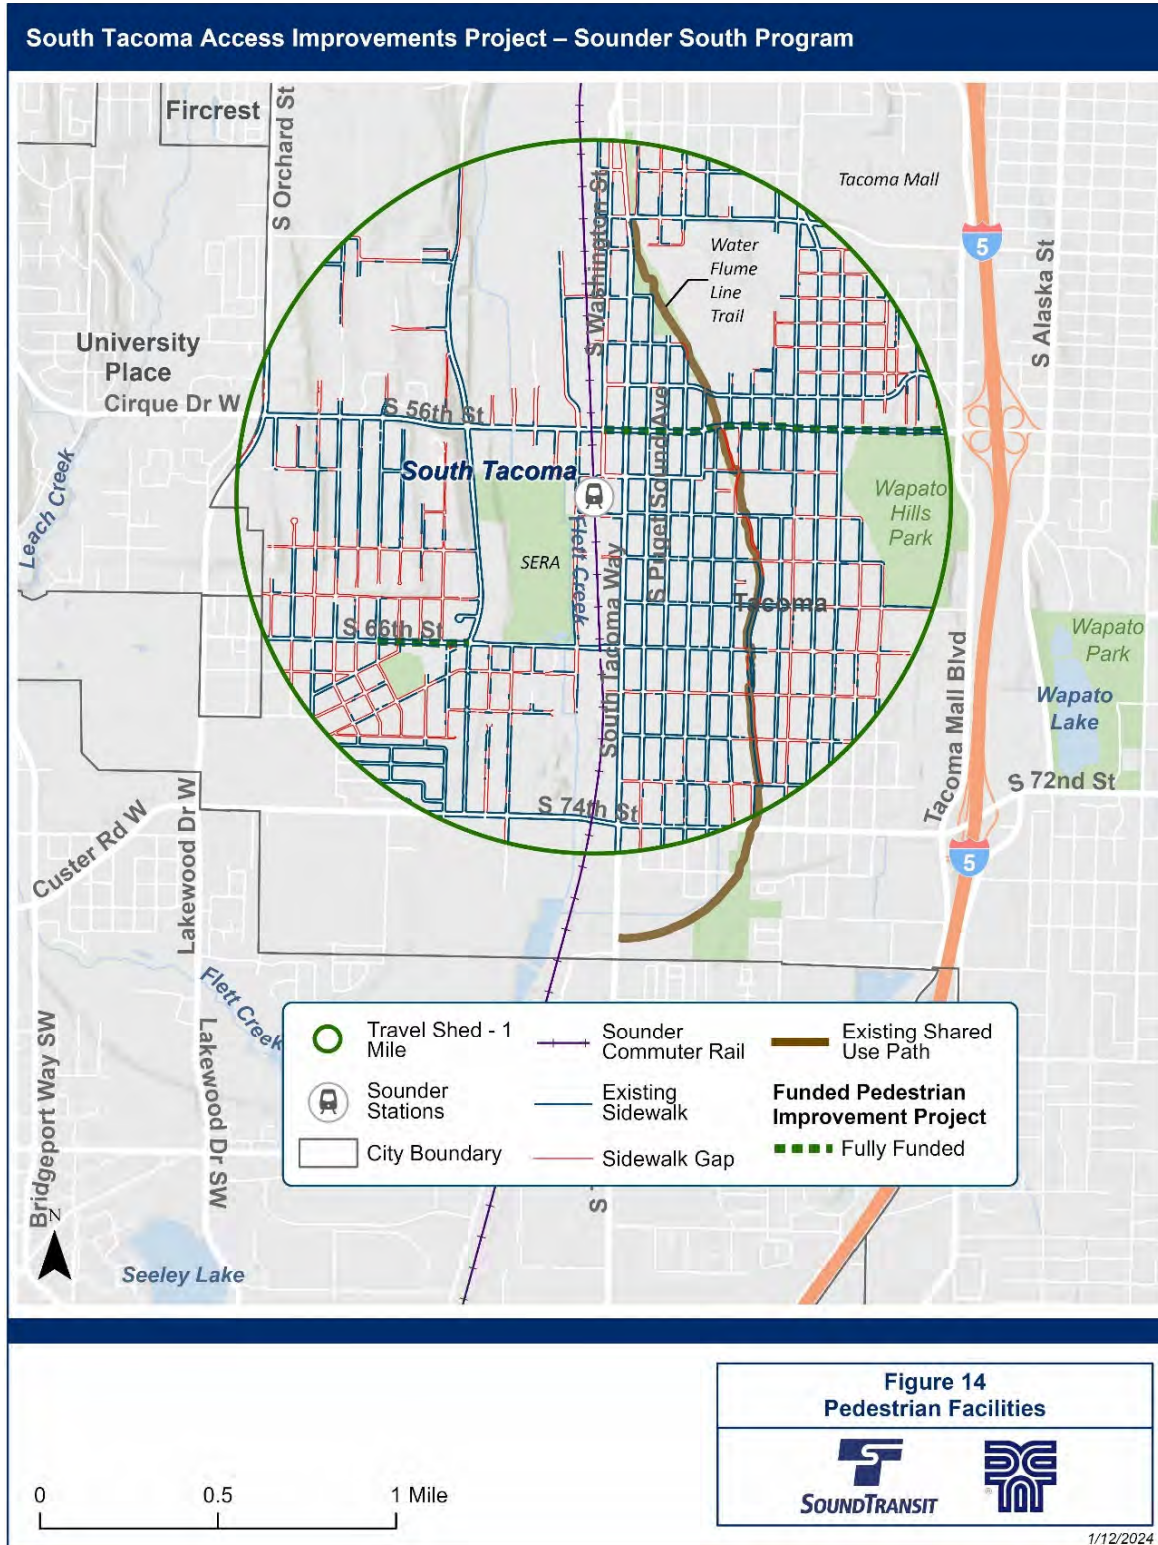 South Tacoma Access Improvements Project – Sounder South Program
Fircrest
S Orchard St
S Washington St
Tacoma Mall
Water
Flume
Line
Trail
5
S Alaska St
University
Place
Cirque Dr W
S 56th St
S Puget Sound Ave
South Tacoma
Leach Creek
Wapato
Hills
Park
SERA
Flett Creek
South Tacoma Way
Tacoma
S 66th St
Wapato
Park
Wapato
Lake
Tacoma Mall Blvd
S 72nd St
S 74th St
Custer Rd W
Lakewood Dr W
5
Flett Creek
Bridgeport Way SW
Lakewood Dr SW
S
Travel Shed - 1
Mile
Sounder
Stations
City Boundary
Sounder
Commuter Rail
Existing
Sidewalk
Sidewalk Gap
Existing Shared
Use Path
Funded Pedestrian
Improvement Project
Fully Funded
N
Seeley Lake
Figure 14
Pedestrian Facilities
SOUNDTRANSIT
®
0 0.5 1 Mile
1/12/2024